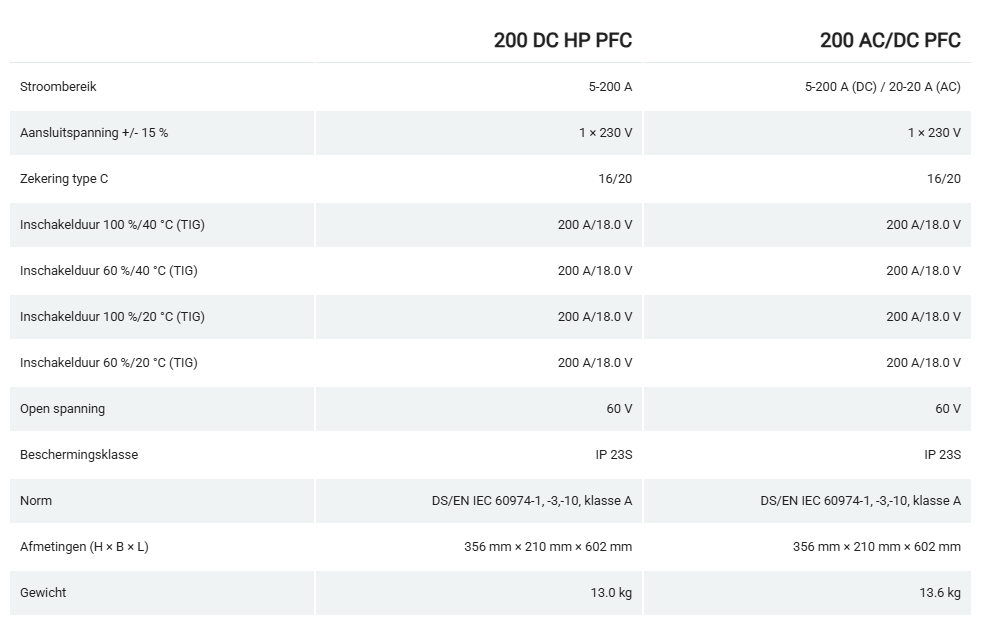 200 DC HP PFC 200 AC/DC PFC
Stroombereik 5-200 A 5-200 A (DC) / 20-20 A (AC)
Aansluitspanning +/- 15 % 1 × 230 V 1 × 230 V
Zekering type C 16/20 16/20
Inschakelduur 100 %/40 °C (TIG) 200 A/18.0 V 200 A/18.0 V
Inschakelduur 60 %/40 °C (TIG) 200 A/18.0 V 200 A/18.0 V
Inschakelduur 100 %/20 °C (TIG) 200 A/18.0 V 200 A/18.0 V
Inschakelduur 60 %/20 °C (TIG) 200 A/18.0 V 200 A/18.0 V
Open spanning 60 V 60 V
Beschermingsklasse IP 23S IP 23S
Norm DS/EN IEC 60974-1, -3,-10, klasse A DS/EN IEC 60974-1, -3,-10, klasse A
Afmetingen (H × B × L) 356 mm × 210 mm × 602 mm 356 mm × 210 mm × 602 mm
Gewicht 13.0 kg 13.6 kg